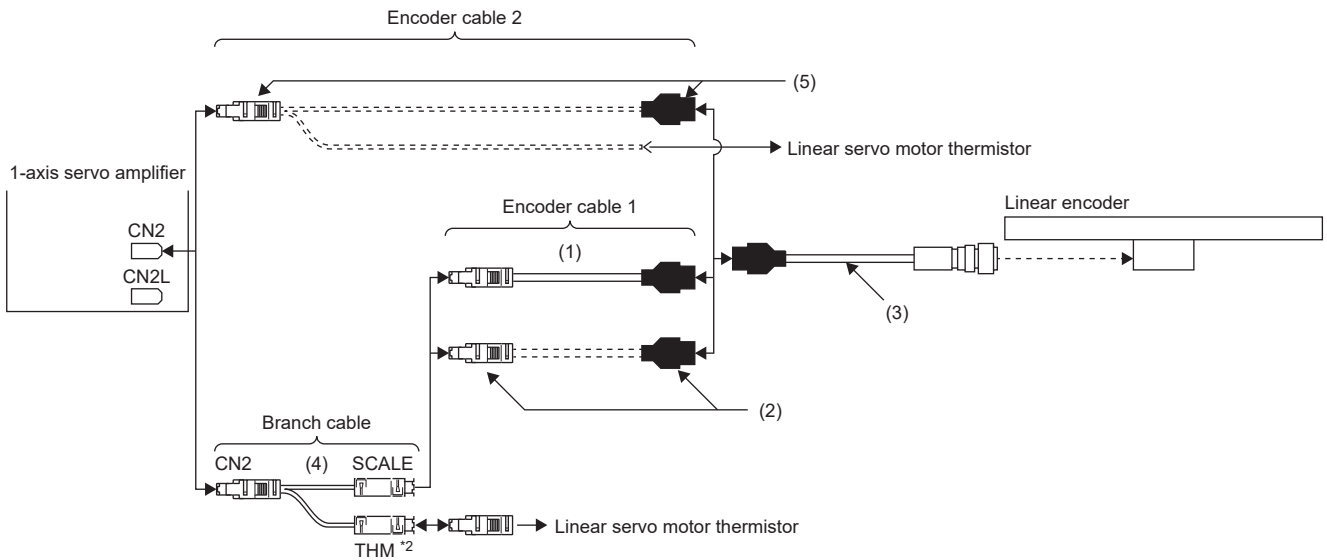 Encoder cable 2
(5)
Linear servo motor thermistor
1-axis servo amplifier
CN2
CN2L
Encoder cable 1
(1)
Linear encoder
(3)
(2)
Branch cable
CN2 (4) SCALE
THM *2
Linear servo motor thermistor